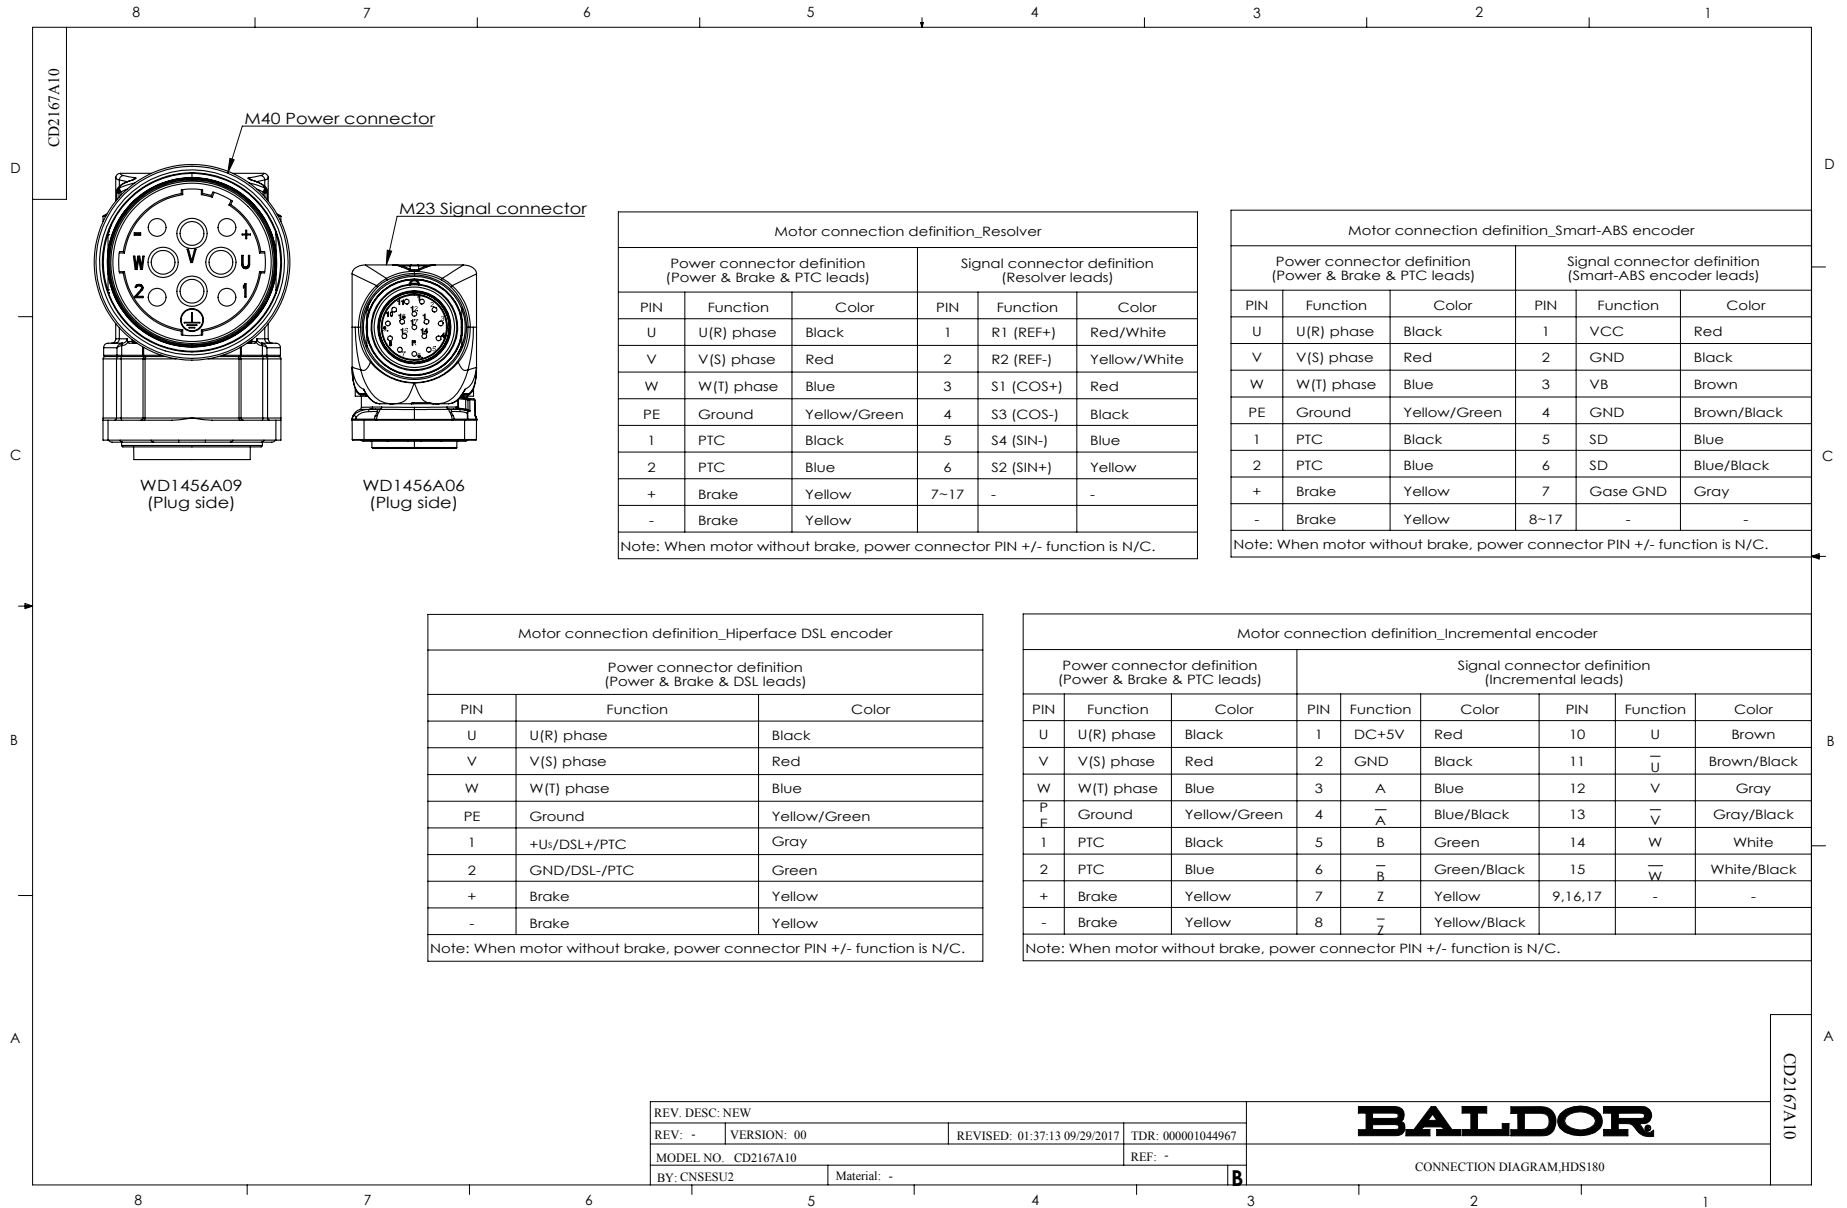 8 7 6 5 4 3 2 1
CD2167A10
M40 Power connector
M23 Signal connector
D D
- +
W V U
2 1
WD1456A09
(Plug side)
WD1456A06
(Plug side)
Motor connection definition_Resolver
Power connector definition Signal connector definition
(Power & Brake & PTC leads) (Resolver leads)
PIN Function Color PIN Function Color
U U(R) phase Black 1 R1 (REF+) Red/White
V V(S) phase Red 2 R2 (REF-) Yellow/White
W W(T) phase Blue 3 S1 (COS+) Red
PE Ground Yellow/Green 4 S3 (COS-) Black
1 PTC Black 5 S4 (SIN-) Blue
2 PTC Blue 6 S2 (SIN+) Yellow
+ Brake Yellow 7~17 - -
- Brake Yellow
Note: When motor without brake, power connector PIN +/- function is N/C.
Motor connection definition_Smart-ABS encoder
Power connector definition Signal connector definition
(Power & Brake & PTC leads) (Smart-ABS encoder leads)
PIN Function Color PIN Function Color
U U(R) phase Black 1 VCC Red
V V(S) phase Red 2 GND Black
W W(T) phase Blue 3 VB Brown
PE Ground Yellow/Green 4 GND Brown/Black
1 PTC Black 5 SD Blue
2 PTC Blue 6 SD Blue/Black
+ Brake Yellow 7 Gase GND Gray
- Brake Yellow 8~17 - -
Note: When motor without brake, power connector PIN +/- function is N/C.
C C
Motor connection definition_Hiperface DSL encoder
Power connector definition
(Power & Brake & DSL leads)
PIN Function Color
U U(R) phase Black
V V(S) phase Red
W W(T) phase Blue
PE Ground Yellow/Green
1 +Us/DSL+/PTC Gray
2 GND/DSL-/PTC Green
+ Brake Yellow
- Brake Yellow
Note: When motor without brake, power connector PIN +/- function is N/C.
Motor connection definition_Incremental encoder
Power connector definition Signal connector definition
(Power & Brake & PTC leads) (Incremental leads)
PIN Function Color PIN Function Color PIN Function Color
U U(R) phase Black 1 DC+5V Red 10 U Brown
V V(S) phase Red 2 GND Black 11 U̅ Brown/Black
W W(T) phase Blue 3 A Blue 12 V Gray
PE Ground Yellow/Green 4 A̅ Blue/Black 13 V̅ Gray/Black
1 PTC Black 5 B Green 14 W White
2 PTC Blue 6 B̅ Green/Black 15 W̅ White/Black
+ Brake Yellow 7 Z Yellow 9,16,17 - -
- Brake Yellow 8 Z̅ Yellow/Black
Note: When motor without brake, power connector PIN +/- function is N/C.
B B
A A
CD2167A10
REV. DESC: NEW
REV: - VERSION: 00 REVISED: 01:37:13 09/29/2017 TDR: 000001044967
MODEL NO. CD2167A10 REF: -
BY: CNSESU2 Material: - B
BALDOR
CONNECTION DIAGRAM,HDS180
8 7 6 5 4 3 2 1